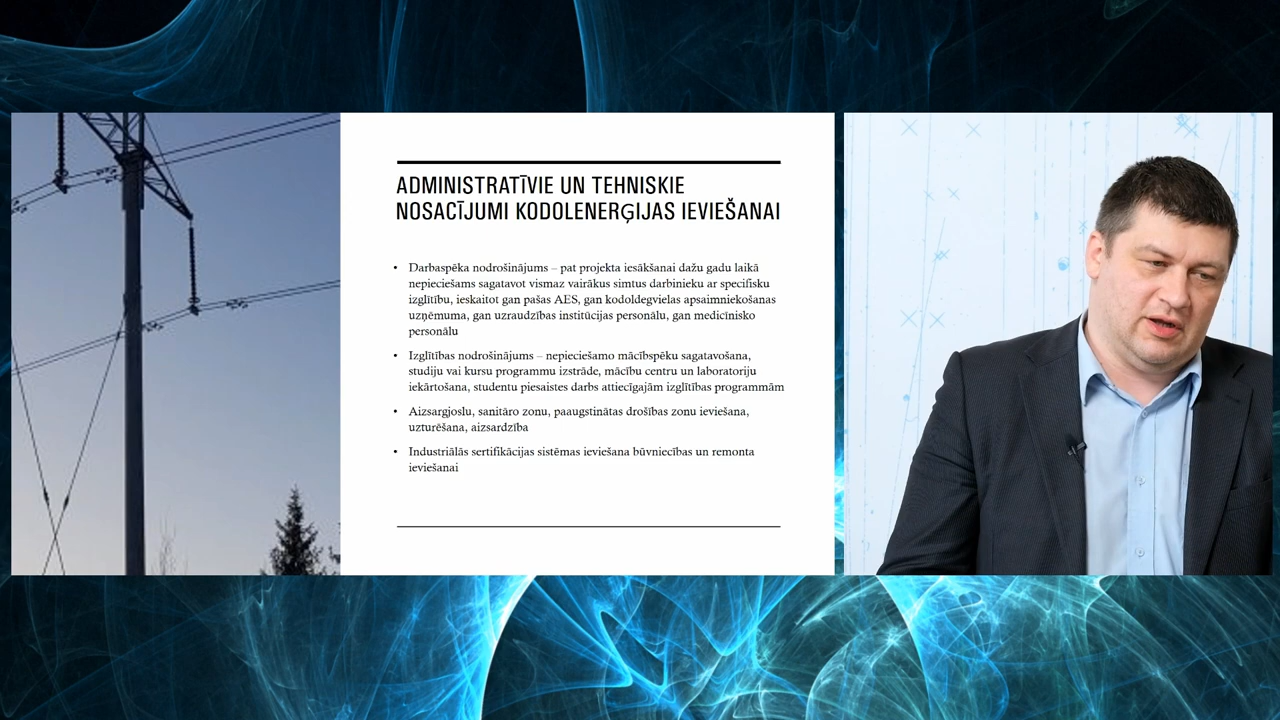 ADMINISTRATĪVIE UN TEHNISKIE
NOSACĪJUMI KODOLENERĢIJAS IEVIEŠANAI
• Darbaspēka nodrošinājums – pat projekta iesākšanai dažu gadu laikā
nepieciešams sagatavot vismaz vairākus simtus darbinieku ar specifisku
izglītību, ieskaitot gan pašas AES, gan kodoldegvielas apsaimniekošanas
uzņēmuma, gan uzraudzības institūcijas personālu, gan medicīnisko
personālu
• Izglītības nodrošinājums – nepieciešamo mācībspēku sagatavošana,
studiju vai kursu programmu izstrāde, mācību centru un laboratoriju
iekārtošana, studentu piesaistes darbs attiecīgajām izglītības programmām
• Aizsargjoslu, sanitāro zonu, paaugstinātas drošības zonu ieviešana,
uzturēšana, aizsardzība
• Industriālās sertifikācijas sistēmas ieviešana būvniecības un remonta
ieviešanai